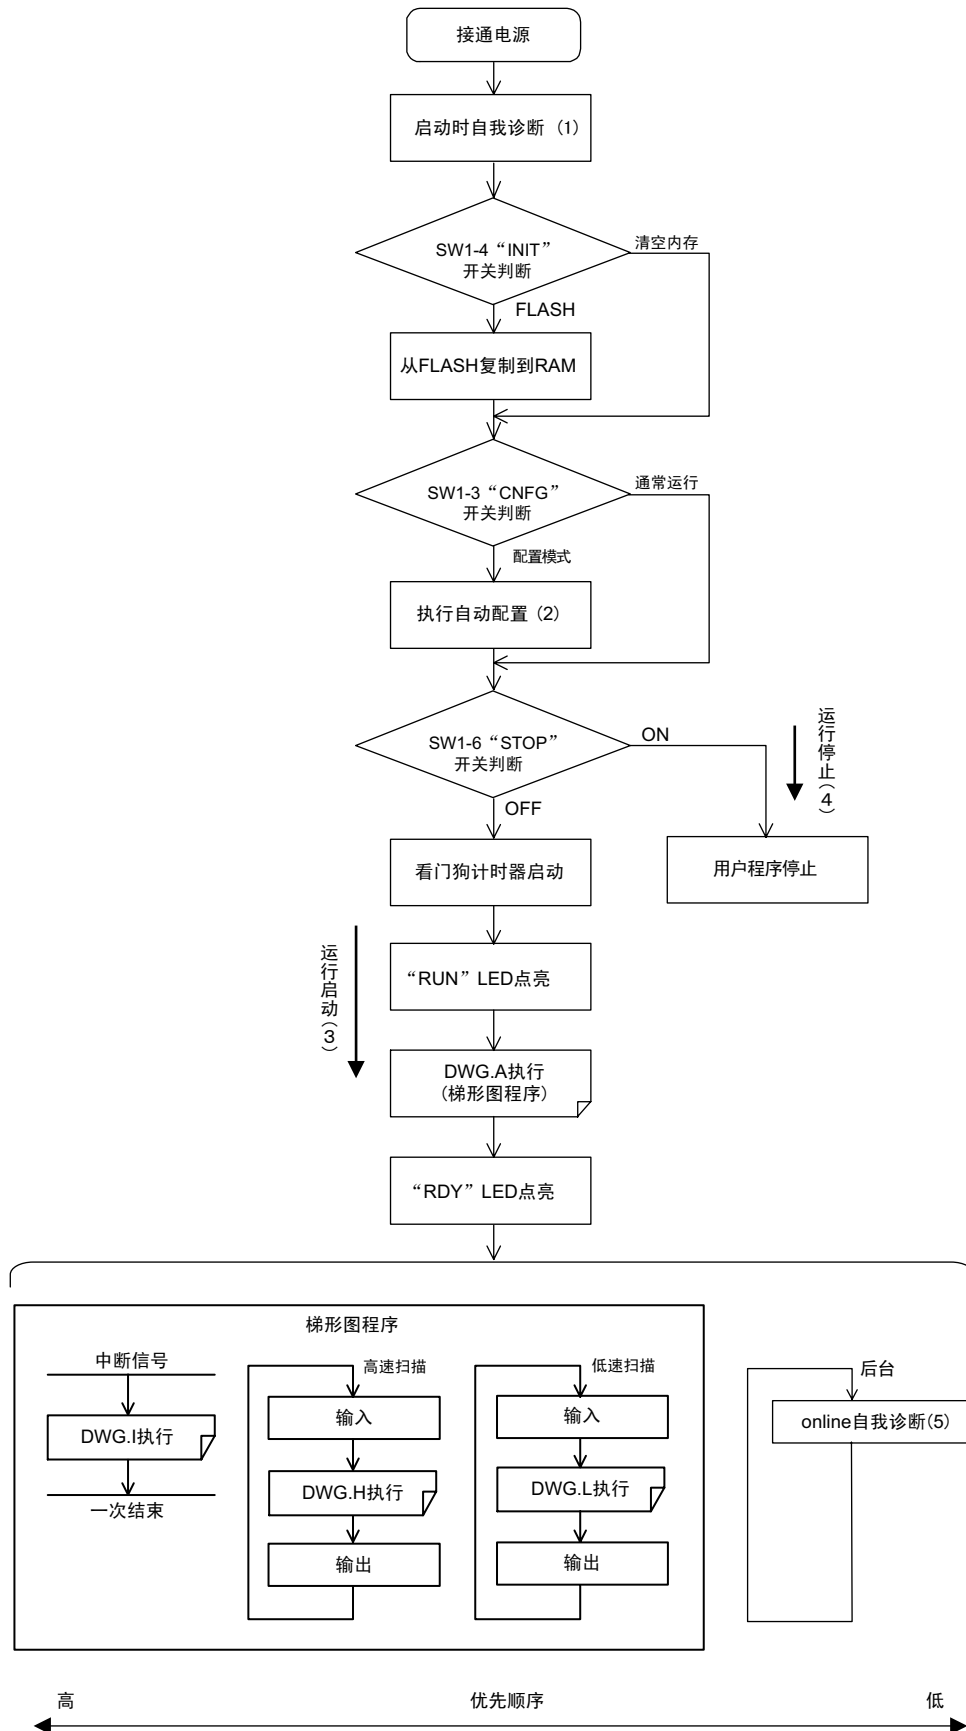 接通电源
启动时自我诊断 (1)
SW1-4“INIT”
开关判断
清空内存
FLASH
从FLASH复制到RAM
SW1-3“CNFG”
开关判断
通常运行
配置模式
执行自动配置 (2)
SW1-6“STOP”
开关判断
ON
运行停止(4)
OFF
看门狗计时器启动
用户程序停止
运行启动(3)
“RUN”LED点亮
DWG.A执行
(梯形图程序)
“RDY”LED点亮
梯形图程序
中断信号
DWG.I执行
一次结束
高速扫描
输入
DWG.H执行
输出
低速扫描
输入
DWG.L执行
输出
后台
online自我诊断(5)
高
优先顺序
低